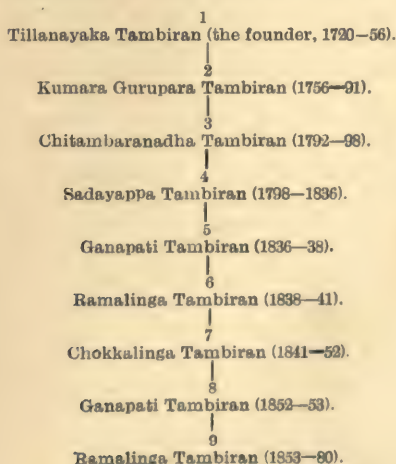 1
Tillanayaka Tambiran (the founder, 1720—56).
2
Kumara Gurupara Tambiran (1756—91).
3
Chitambaranadha Tambiran (1792—98).
4
Sadayappa Tambiran (1798—1836).
5
Ganapati Tambiran (1836—38).
6
Ramalinga Tambiran (1838—41).
7
Chokkalinga Tambiran (1841—52).
8
Ganapati Tambiran (1852—53).
9
Ramalinga Tambiran (1853—80).